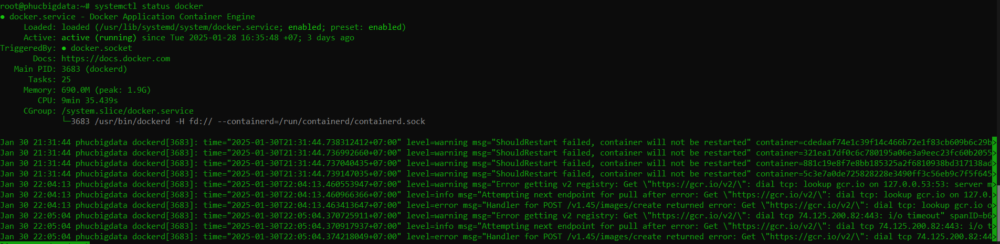 root@phucbigdata:~# systemctl status docker
● docker.service - Docker Application Container Engine
Loaded: loaded (/usr/lib/systemd/system/docker.service; enabled; preset: enabled)
Active: active (running) since Tue 2025-01-28 16:35:48 +07; 3 days ago
TriggeredBy: ● docker.socket
Docs: https://docs.docker.com
Main PID: 3683 (dockerd)
Tasks: 25
Memory: 690.0M (peak: 1.9G)
CPU: 9min 35.439s
CGroup: /system.slice/docker.service
└─3683 /usr/bin/dockerd -H fd:// --containerd=/run/containerd/containerd.sock
Jan 30 21:31:44 phucbigdata dockerd[3683]: time="2025-01-30T21:31:44.738312412+07:00" level=warning msg="ShouldRestart failed, container will not be restarted" container=cdedaaf74e1c39f14c466b72e1f83cb609b6c29b>
Jan 30 21:31:44 phucbigdata dockerd[3683]: time="2025-01-30T21:31:44.736992660+07:00" level=warning msg="ShouldRestart failed, container will not be restarted" container=321ea17df0c6c780195a06e3a9eec23fc60b2055>
Jan 30 21:31:44 phucbigdata dockerd[3683]: time="2025-01-30T21:31:44.737040435+07:00" level=warning msg="ShouldRestart failed, container will not be restarted" container=881c19e8f7e8bb185325a2f6810938bd317138ad>
Jan 30 21:31:44 phucbigdata dockerd[3683]: time="2025-01-30T21:31:44.739147035+07:00" level=warning msg="ShouldRestart failed, container will not be restarted" container=5c3e7a0de725828228e3490ff3c56eb9c7f5f645>
Jan 30 22:04:13 phucbigdata dockerd[3683]: time="2025-01-30T22:04:13.460553947+07:00" level=warning msg="Error getting v2 registry: Get \"https://gcr.io/v2/\": dial tcp: lookup gcr.io on 127.0.0.53:53: server m>
Jan 30 22:04:13 phucbigdata dockerd[3683]: time="2025-01-30T22:04:13.460966366+07:00" level=info msg="Attempting next endpoint for pull after error: Get \"https://gcr.io/v2/\": dial tcp: lookup gcr.io on 127.0.>
Jan 30 22:04:13 phucbigdata dockerd[3683]: time="2025-01-30T22:04:13.463413647+07:00" level=error msg="Handler for POST /v1.45/images/create returned error: Get \"https://gcr.io/v2/\": dial tcp: lookup gcr.io o>
Jan 30 22:05:04 phucbigdata dockerd[3683]: time="2025-01-30T22:05:04.370725911+07:00" level=warning msg="Error getting v2 registry: Get \"https://gcr.io/v2/\": dial tcp 74.125.200.82:443: i/o timeout" spanID=b6>
Jan 30 22:05:04 phucbigdata dockerd[3683]: time="2025-01-30T22:05:04.370917937+07:00" level=info msg="Attempting next endpoint for pull after error: Get \"https://gcr.io/v2/\": dial tcp 74.125.200.82:443: i/o t>
Jan 30 22:05:04 phucbigdata dockerd[3683]: time="2025-01-30T22:05:04.374218049+07:00" level=error msg="Handler for POST /v1.45/images/create returned error: Get \"https://gcr.io/v2/\": dial tcp 74.125.200.82:44>